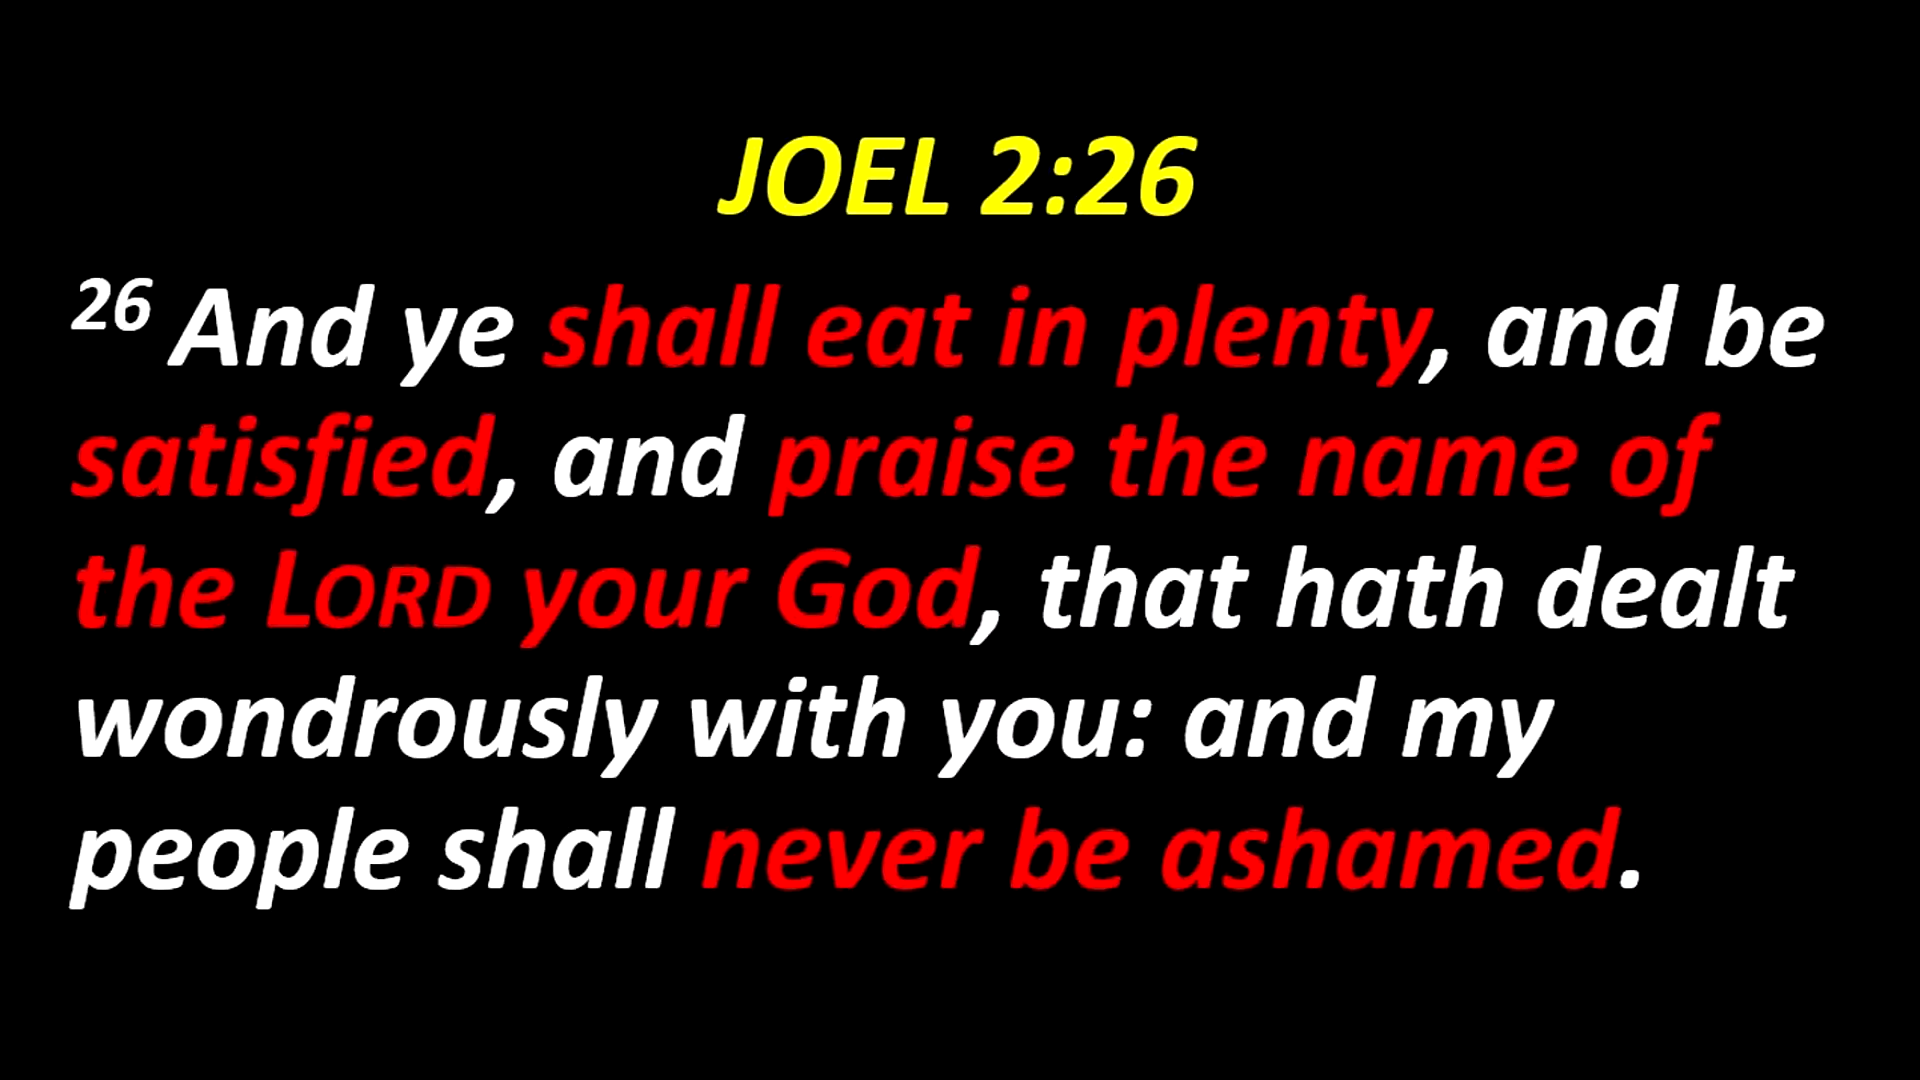 JOEL 2:26
26 And ye shall eat in plenty, and be
satisfied, and praise the name of
the LORD your God, that hath dealt
wondrously with you: and my
people shall never be ashamed.